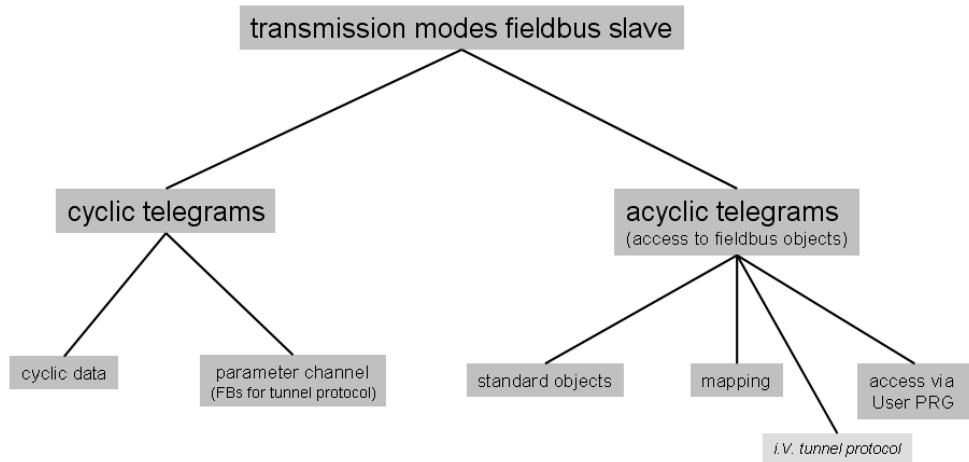 transmission modes fieldbus slave
cyclic telegrams
acyclic telegrams
(access to fieldbus objects)
cyclic data
parameter channel
(FBs for tunnel protocol)
standard objects
mapping
access via
User PRG
i.V. tunnel protocol